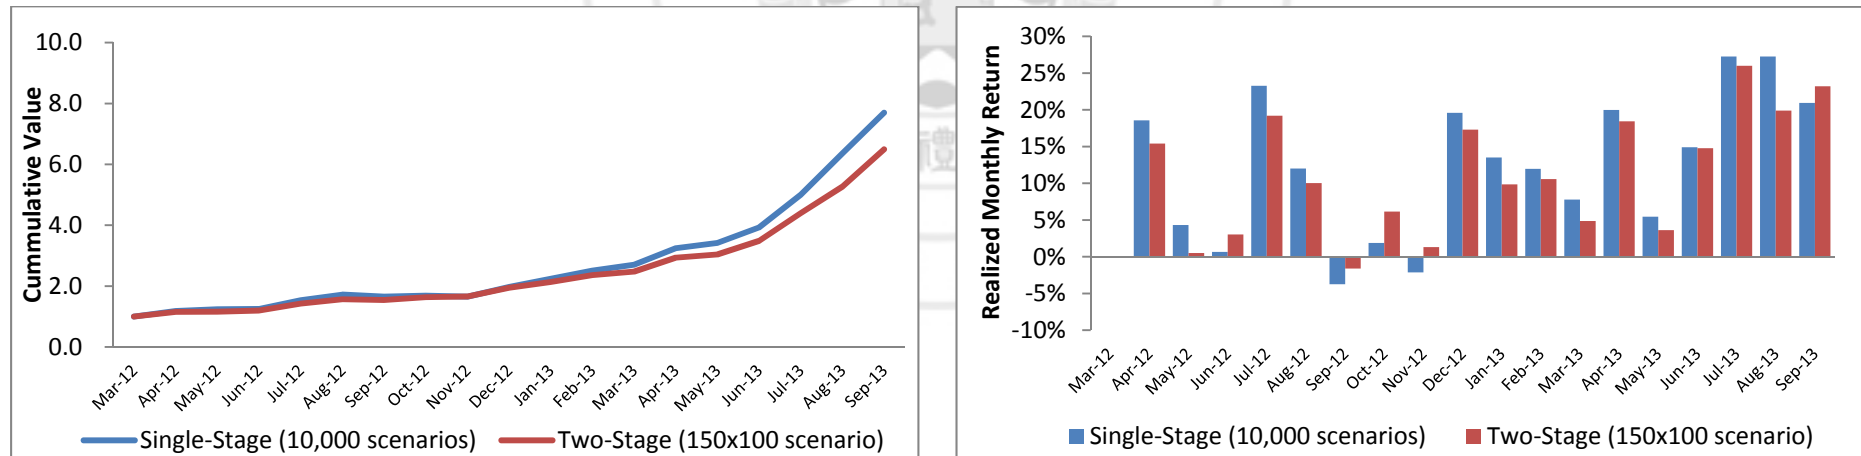 10.0
8.0
6.0
4.0
2.0
0.0
Cummulative Value
Mar-12 Apr-12 May-12 Jun-12 Jul-12 Aug-12 Sep-12 Oct-12 Nov-12 Dec-12 Jan-13 Feb-13 Mar-13 Apr-13 May-13 Jun-13 Jul-13 Aug-13 Sep-13
Single-Stage (10,000 scenarios) Two-Stage (150x100 scenario)
30%
25%
20%
15%
10%
5%
0%
-5%
-10%
Realized Monthly Return
Mar-12 Apr-12 May-12 Jun-12 Jul-12 Aug-12 Sep-12 Oct-12 Nov-12 Dec-12 Jan-13 Feb-13 Mar-13 Apr-13 May-13 Jun-13 Jul-13 Aug-13 Sep-13
Single-Stage (10,000 scenarios) Two-Stage (150x100 scenario)